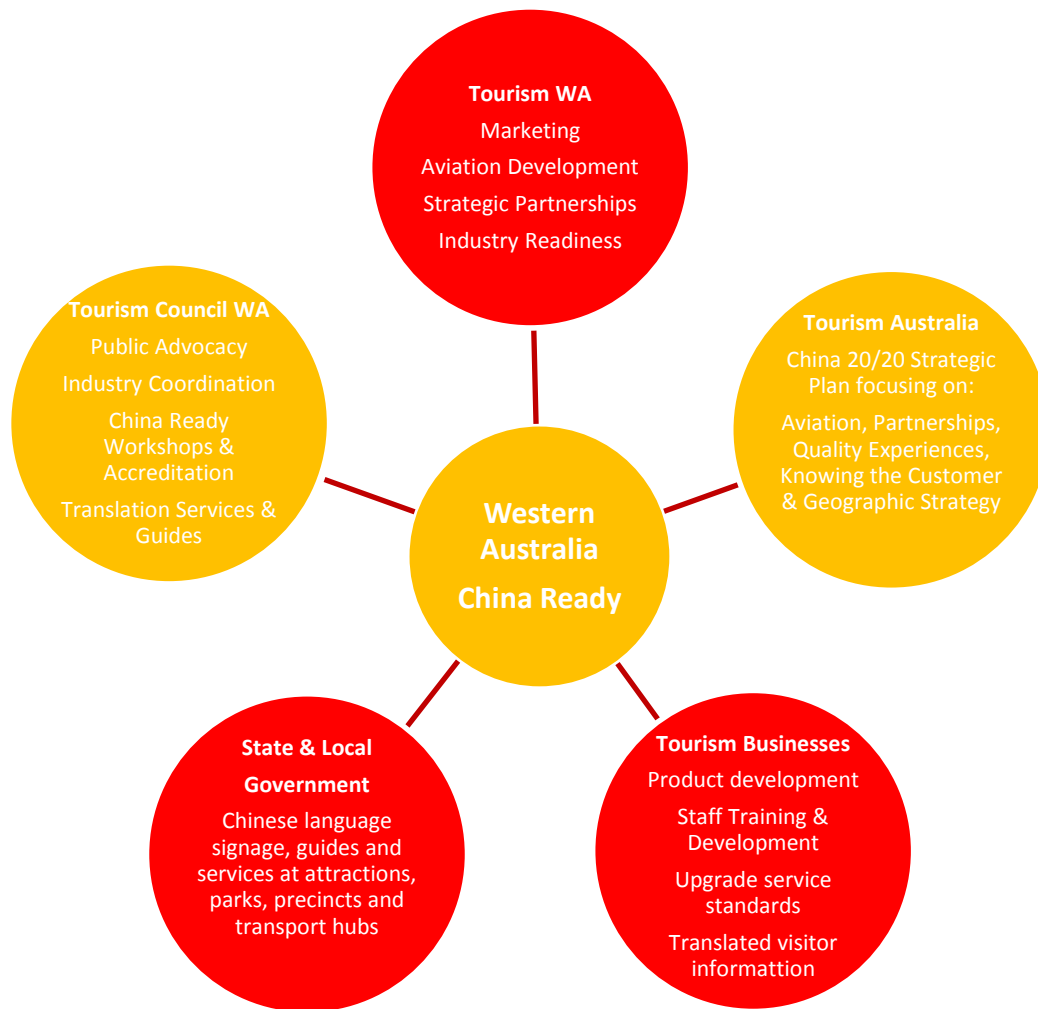 Tourism WA
Marketing
Aviation Development
Strategic Partnerships
Industry Readiness
Tourism Council WA
Public Advocacy
Industry Coordination
China Ready
Workshops &
Accreditation
Translation Services &
Guides
Tourism Australia
China 20/20 Strategic
Plan focusing on:
Aviation, Partnerships,
Quality Experiences,
Knowing the Customer
& Geographic Strategy
Western
Australia
China Ready
State & Local
Government
Chinese language
signage, guides and
services at attractions,
parks, precincts and
transport hubs
Tourism Businesses
Product development
Staff Training &
Development
Upgrade service
standards
Translated visitor
informattion